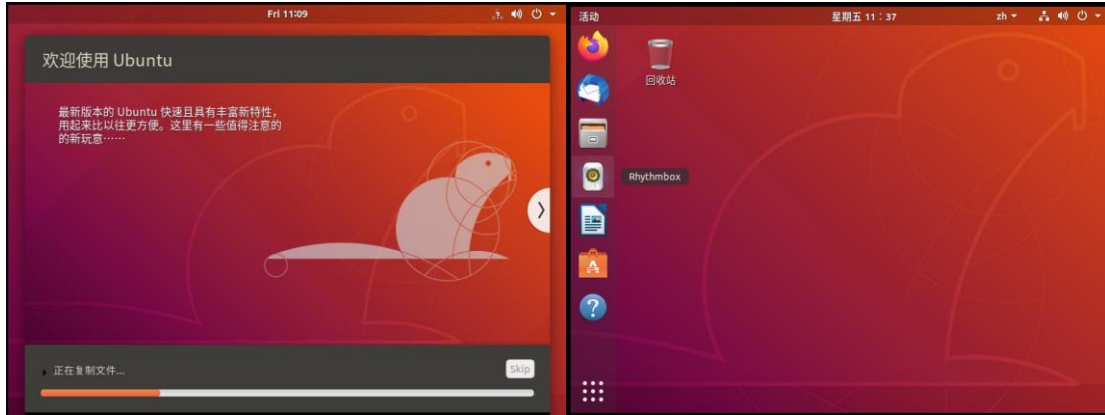 Fri 11:09
欢迎使用 Ubuntu
最新版本的 Ubuntu 快速且具有丰富新特性，
用起来比以往更方便。这里有一些值得注意的
的新玩意……
正在复制文件...
Skip
活动
星期五 11：37
zh
回收站
Rhythmbox